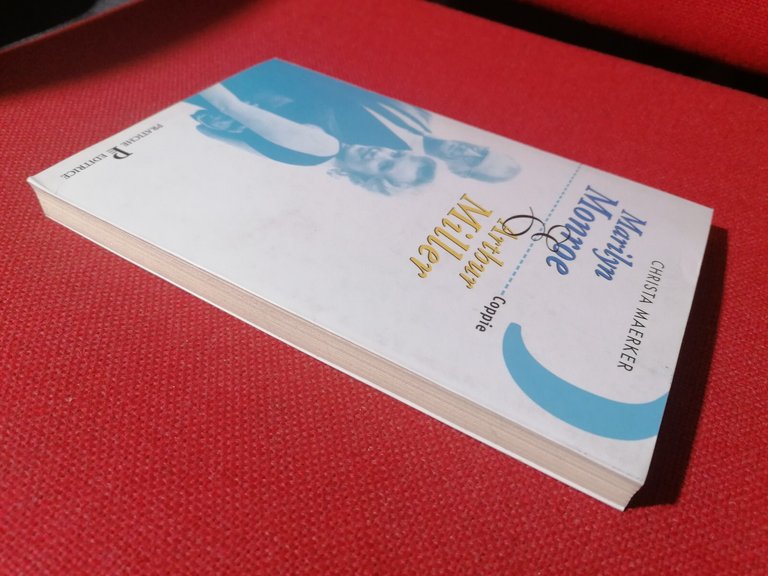 CHRISTA MAERKER
Marilyn
Monroe
&
Arthur
Miller
Coppie
PRATICHE P EDITRICE